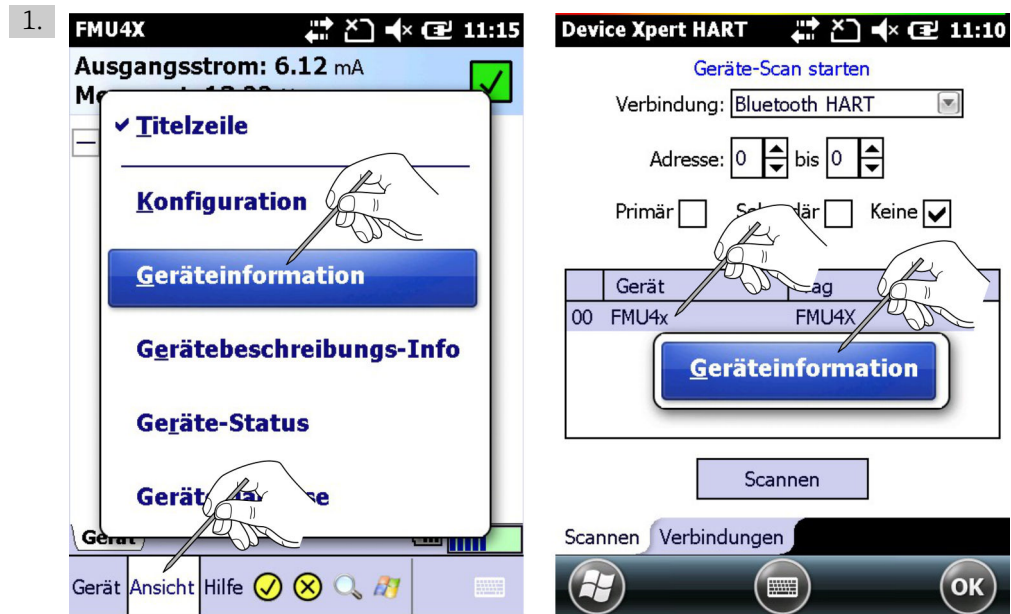 1.
FMU4X 11:15
Ausgangsstrom: 6.12 mA
Titelzeile
Konfiguration
Geräteinformation
Gerätebeschreibungs-Info
Geräte-Status
Gerät
Gerät Ansicht Hilfe
Device Xpert HART 11:10
Geräte-Scan starten
Verbindung: Bluetooth HART
Adresse: 0 bis 0
Primär Keine
Gerät
00 FMU4x FMU4X
Geräteinformation
Scannen
Scannen Verbindungen
OK